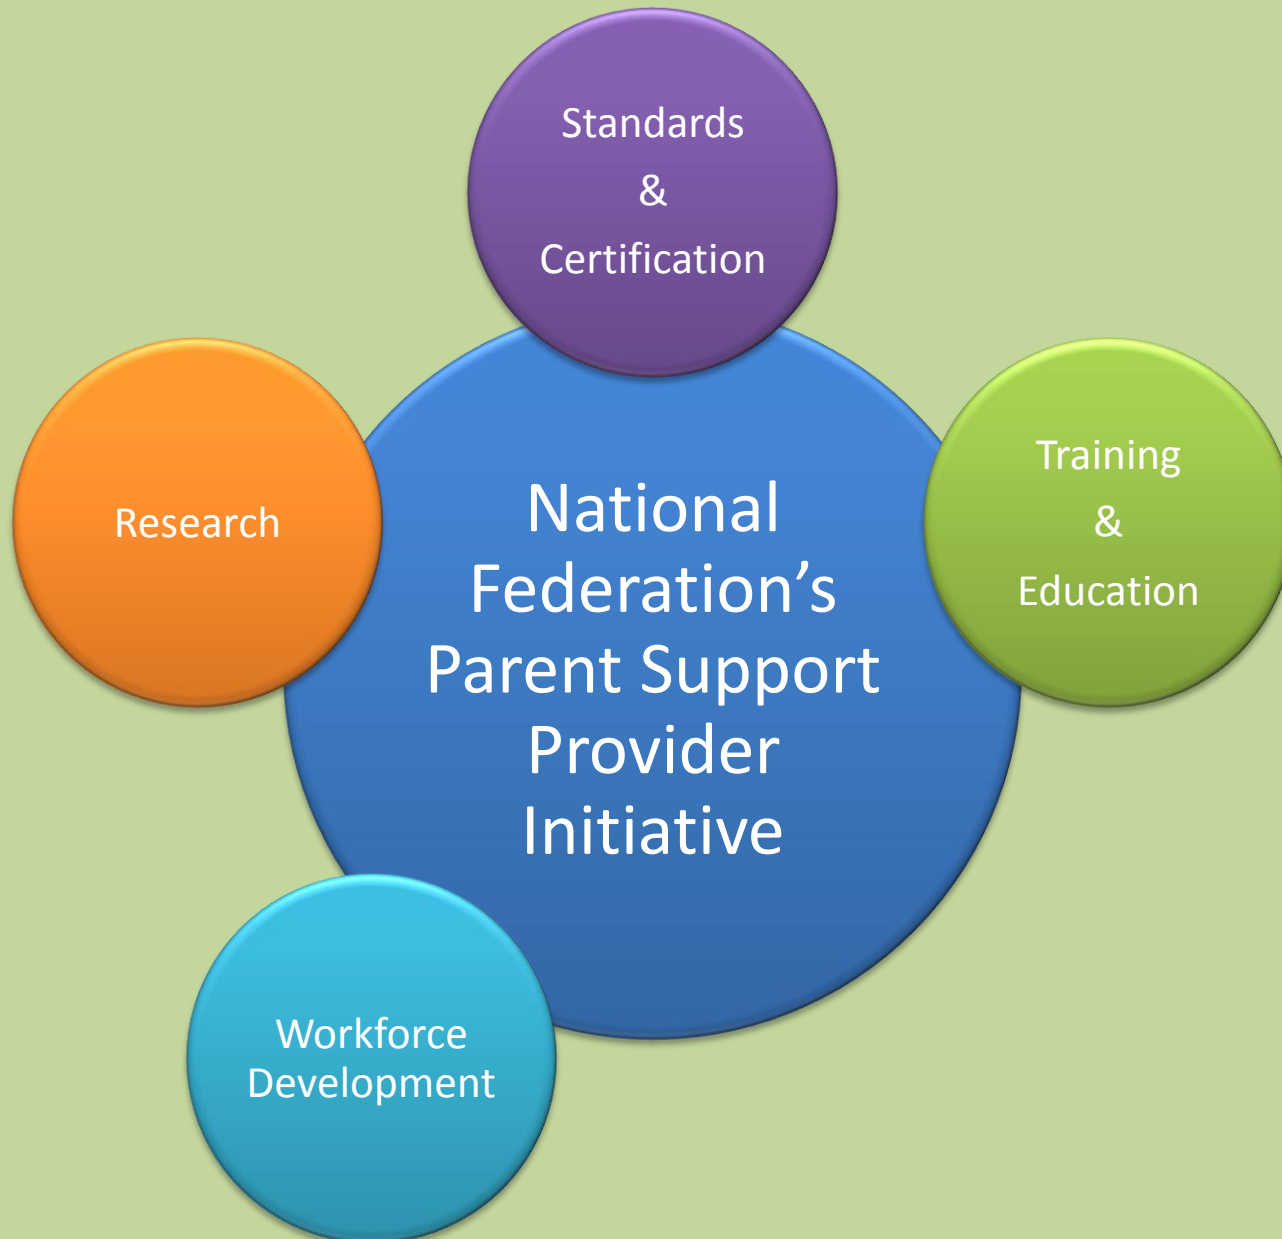 Standards
&
Certification
Training
&
Education
Research
National
Federation’s
Parent Support
Provider
Initiative
Workforce
Development